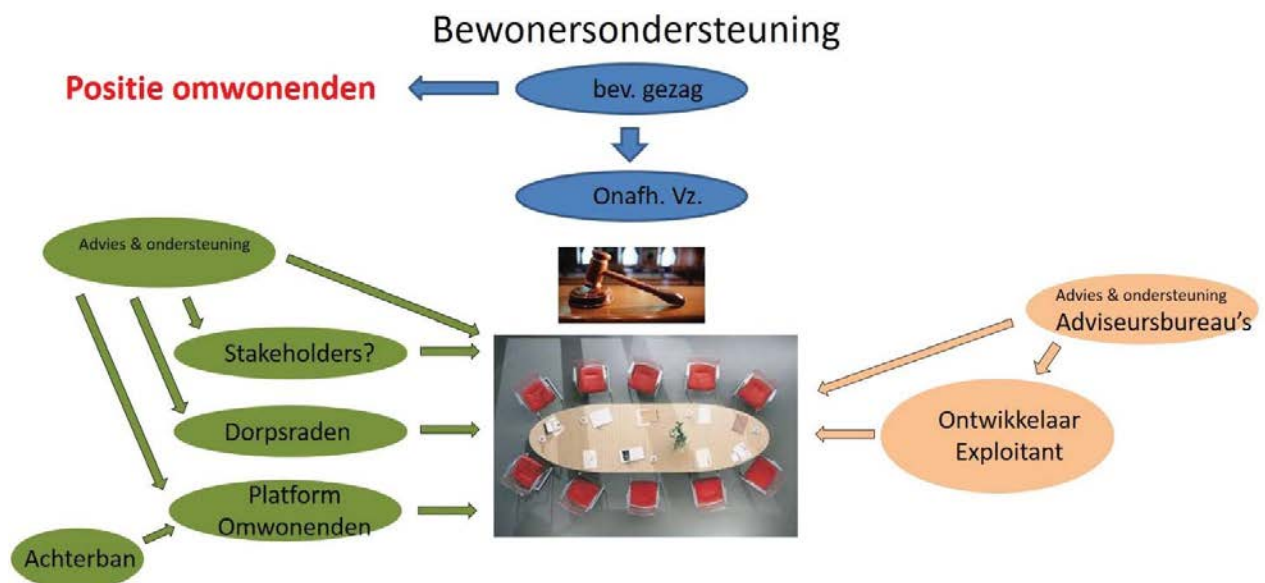 Bewonersondersteuning
Positie omwonenden
bev. gezag
Onafh. Vz.
Advies & ondersteuning
Stakeholders?
Dorpsraden
Platform
Omwonenden
Achterban
Advies & ondersteuning
Adviseursbureau's
Ontwikkelaar
Exploitant